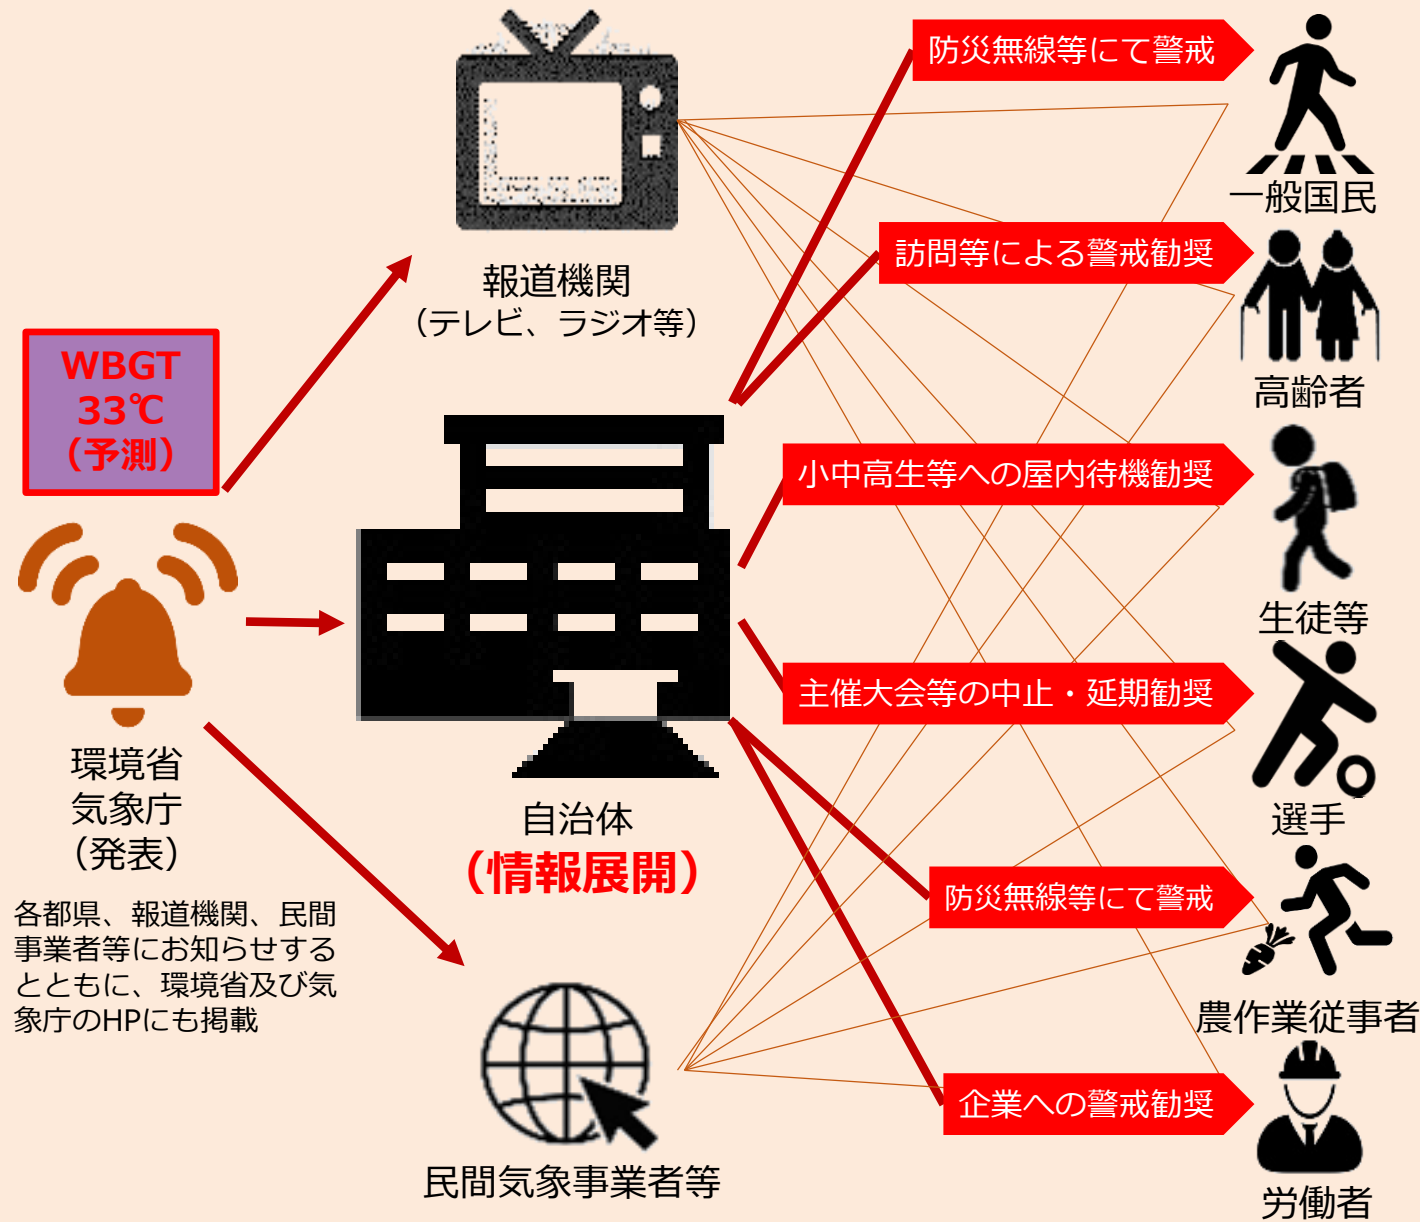 WBGT
33℃
（予測）
環境省
気象庁
（発表）
各都県、報道機関、民間
事業者等にお知らせする
とともに、環境省及び気
象庁のHPにも掲載
報道機関
（テレビ、ラジオ等）
自治体
（情報展開）
民間気象事業者等
防災無線等にて警戒
一般国民
訪問等による警戒勧奨
高齢者
小中高生等への屋内待機勧奨
生徒等
主催大会等の中止・延期勧奨
選手
防災無線等にて警戒
農作業従事者
企業への警戒勧奨
労働者